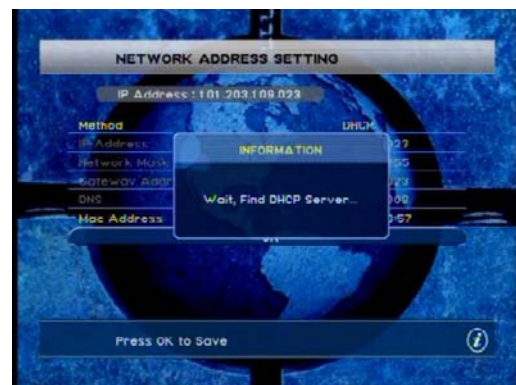 NETWORK ADDRESS SETTING
IP Address : 101.203.109.023
Method DHCP
IP Address
INFORMATION
Network Mask
Gateway Addr
Wait, Find DHCP Server...
DNS
Mac Address 57
Press OK to Save
i